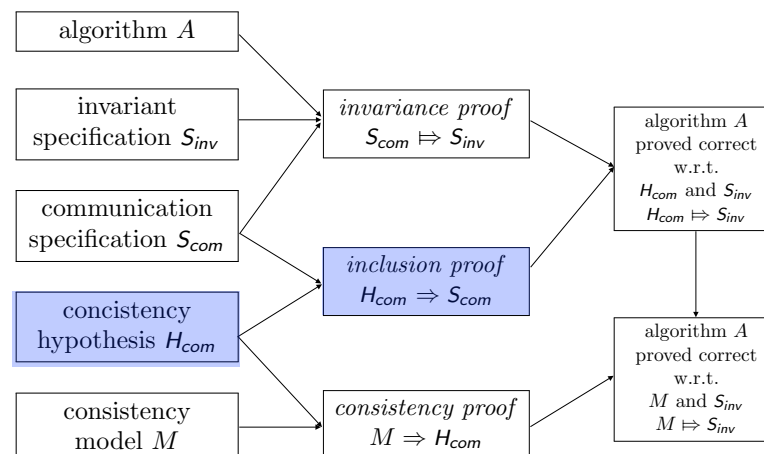 algorithm A
invariant
specification S_inv
communication
specification S_com
concistency
hypothesis H_com
consistency
model M
invariance proof
S_com ⤇ S_inv
inclusion proof
H_com ⇒ S_com
consistency proof
M ⇒ H_com
algorithm A
proved correct
w.r.t.
H_com and S_inv
H_com ⤇ S_inv
algorithm A
proved correct
w.r.t.
M and S_inv
M ⤇ S_inv